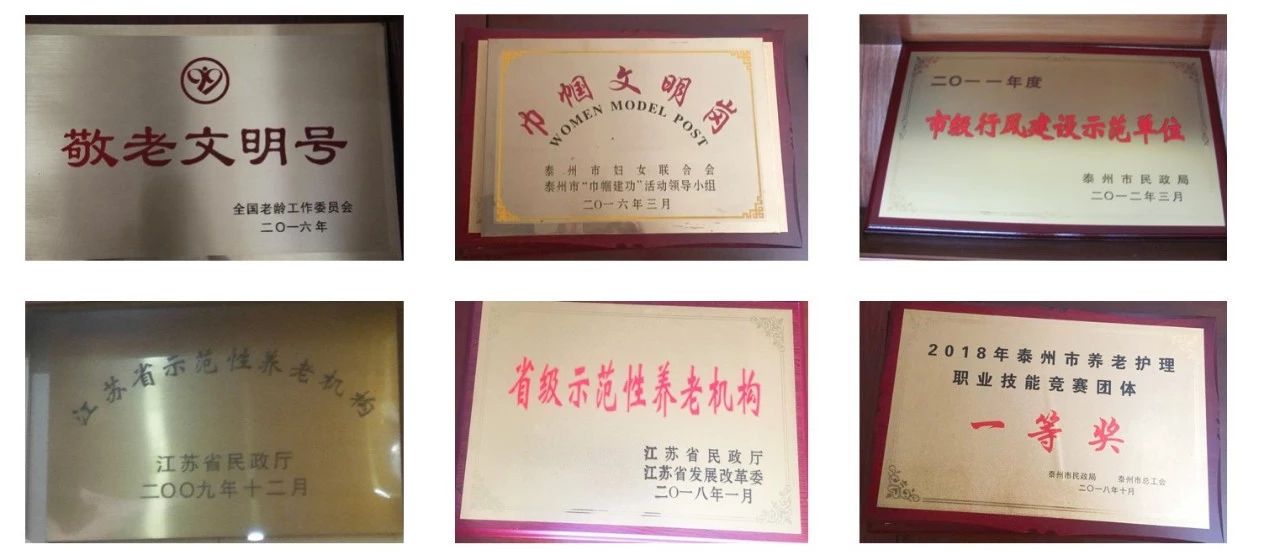 敬老文明号
全国老龄工作委员会
二〇一六年
巾帼文明岗
WOMEN MODEL POST
泰州市妇女联合会
泰州市“巾帼建功”活动领导小组
二〇一六年三月
二〇一一年度
市级行风建设示范单位
泰州市民政局
二〇一二年三月
江苏省示范性养老机构
江苏省民政厅
二〇〇九年十二月
省级示范性养老机构
江苏省民政厅
江苏省发展改革委
二〇一八年一月
2018年泰州市养老护理
职业技能竞赛团体
一等奖
泰州市民政局 泰州市总工会
二〇一八年十月